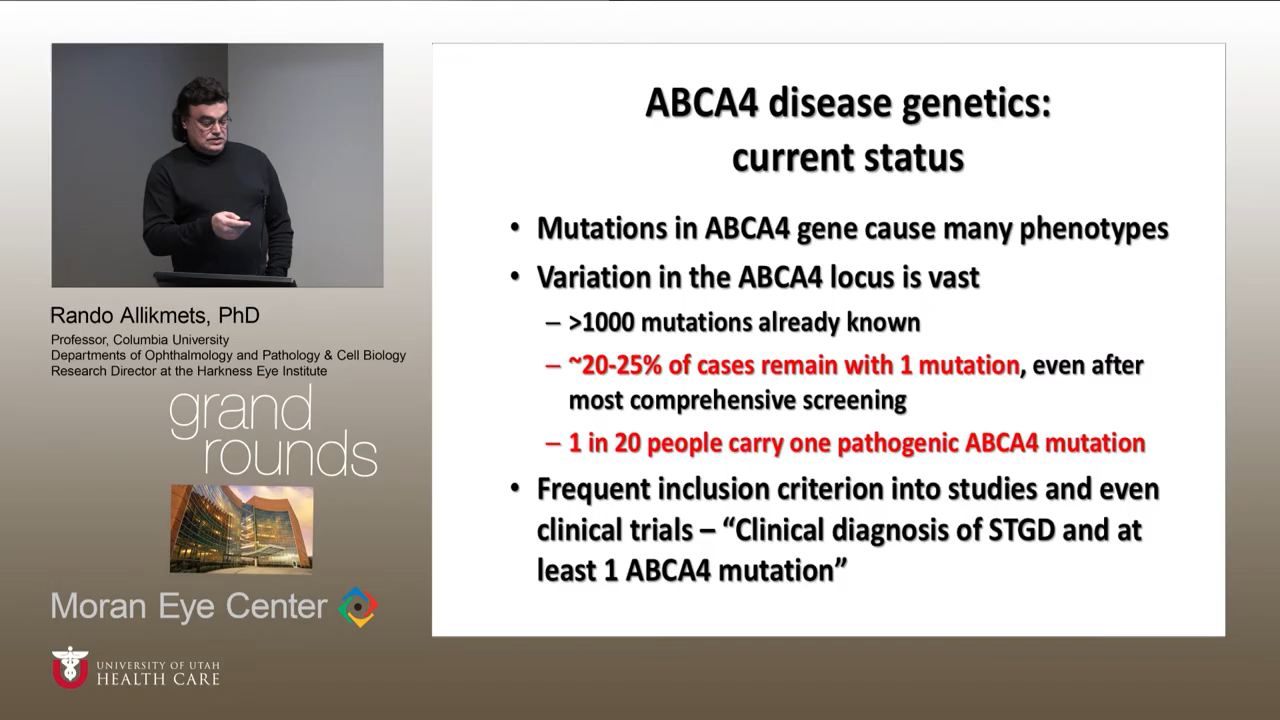 Rando Allikmets, PhD
Professor, Columbia University
Departments of Ophthalmology and Pathology & Cell Biology
Research Director at the Harkness Eye Institute
grand
rounds
Moran Eye Center
UNIVERSITY OF UTAH
HEALTH CARE
ABCA4 disease genetics:
current status
• Mutations in ABCA4 gene cause many phenotypes
• Variation in the ABCA4 locus is vast
– >1000 mutations already known
– ~20-25% of cases remain with 1 mutation, even after
most comprehensive screening
– 1 in 20 people carry one pathogenic ABCA4 mutation
• Frequent inclusion criterion into studies and even
clinical trials – “Clinical diagnosis of STGD and at
least 1 ABCA4 mutation”